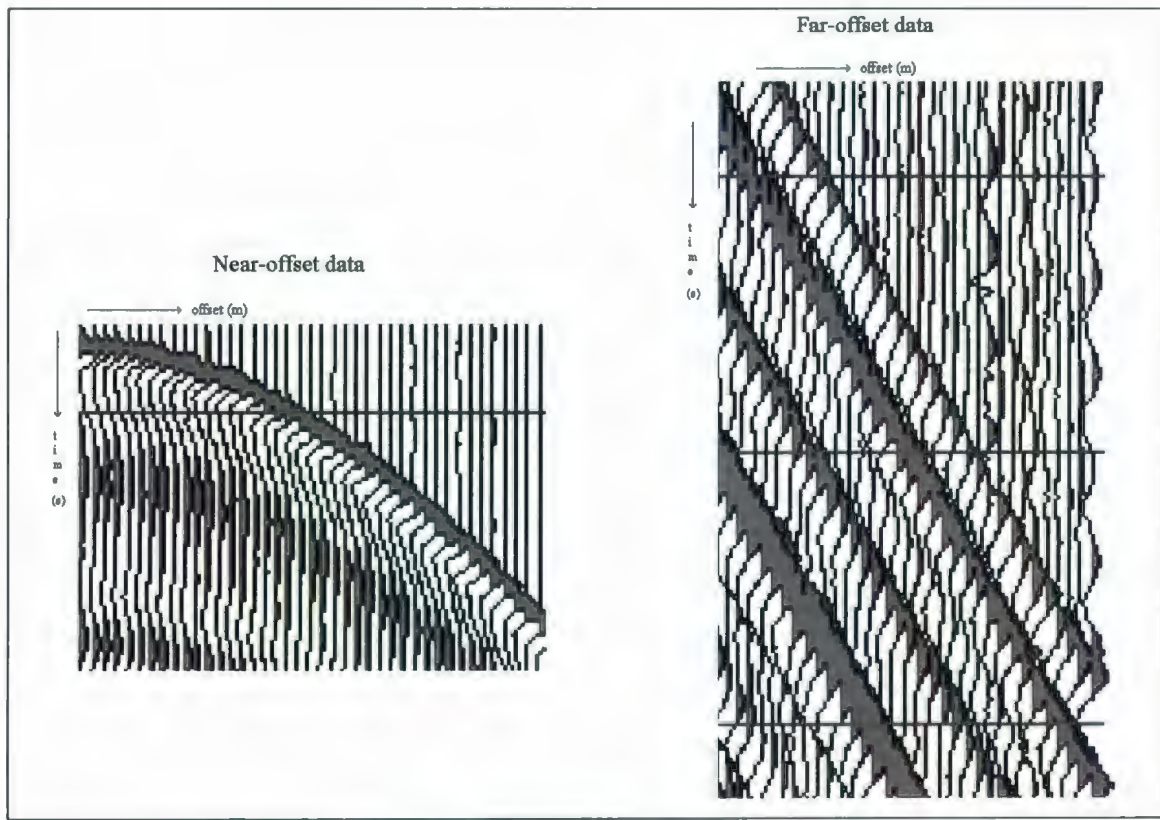 Far-offset data
offset (m)
time
(s)
Near-offset data
offset (m)
time
(s)